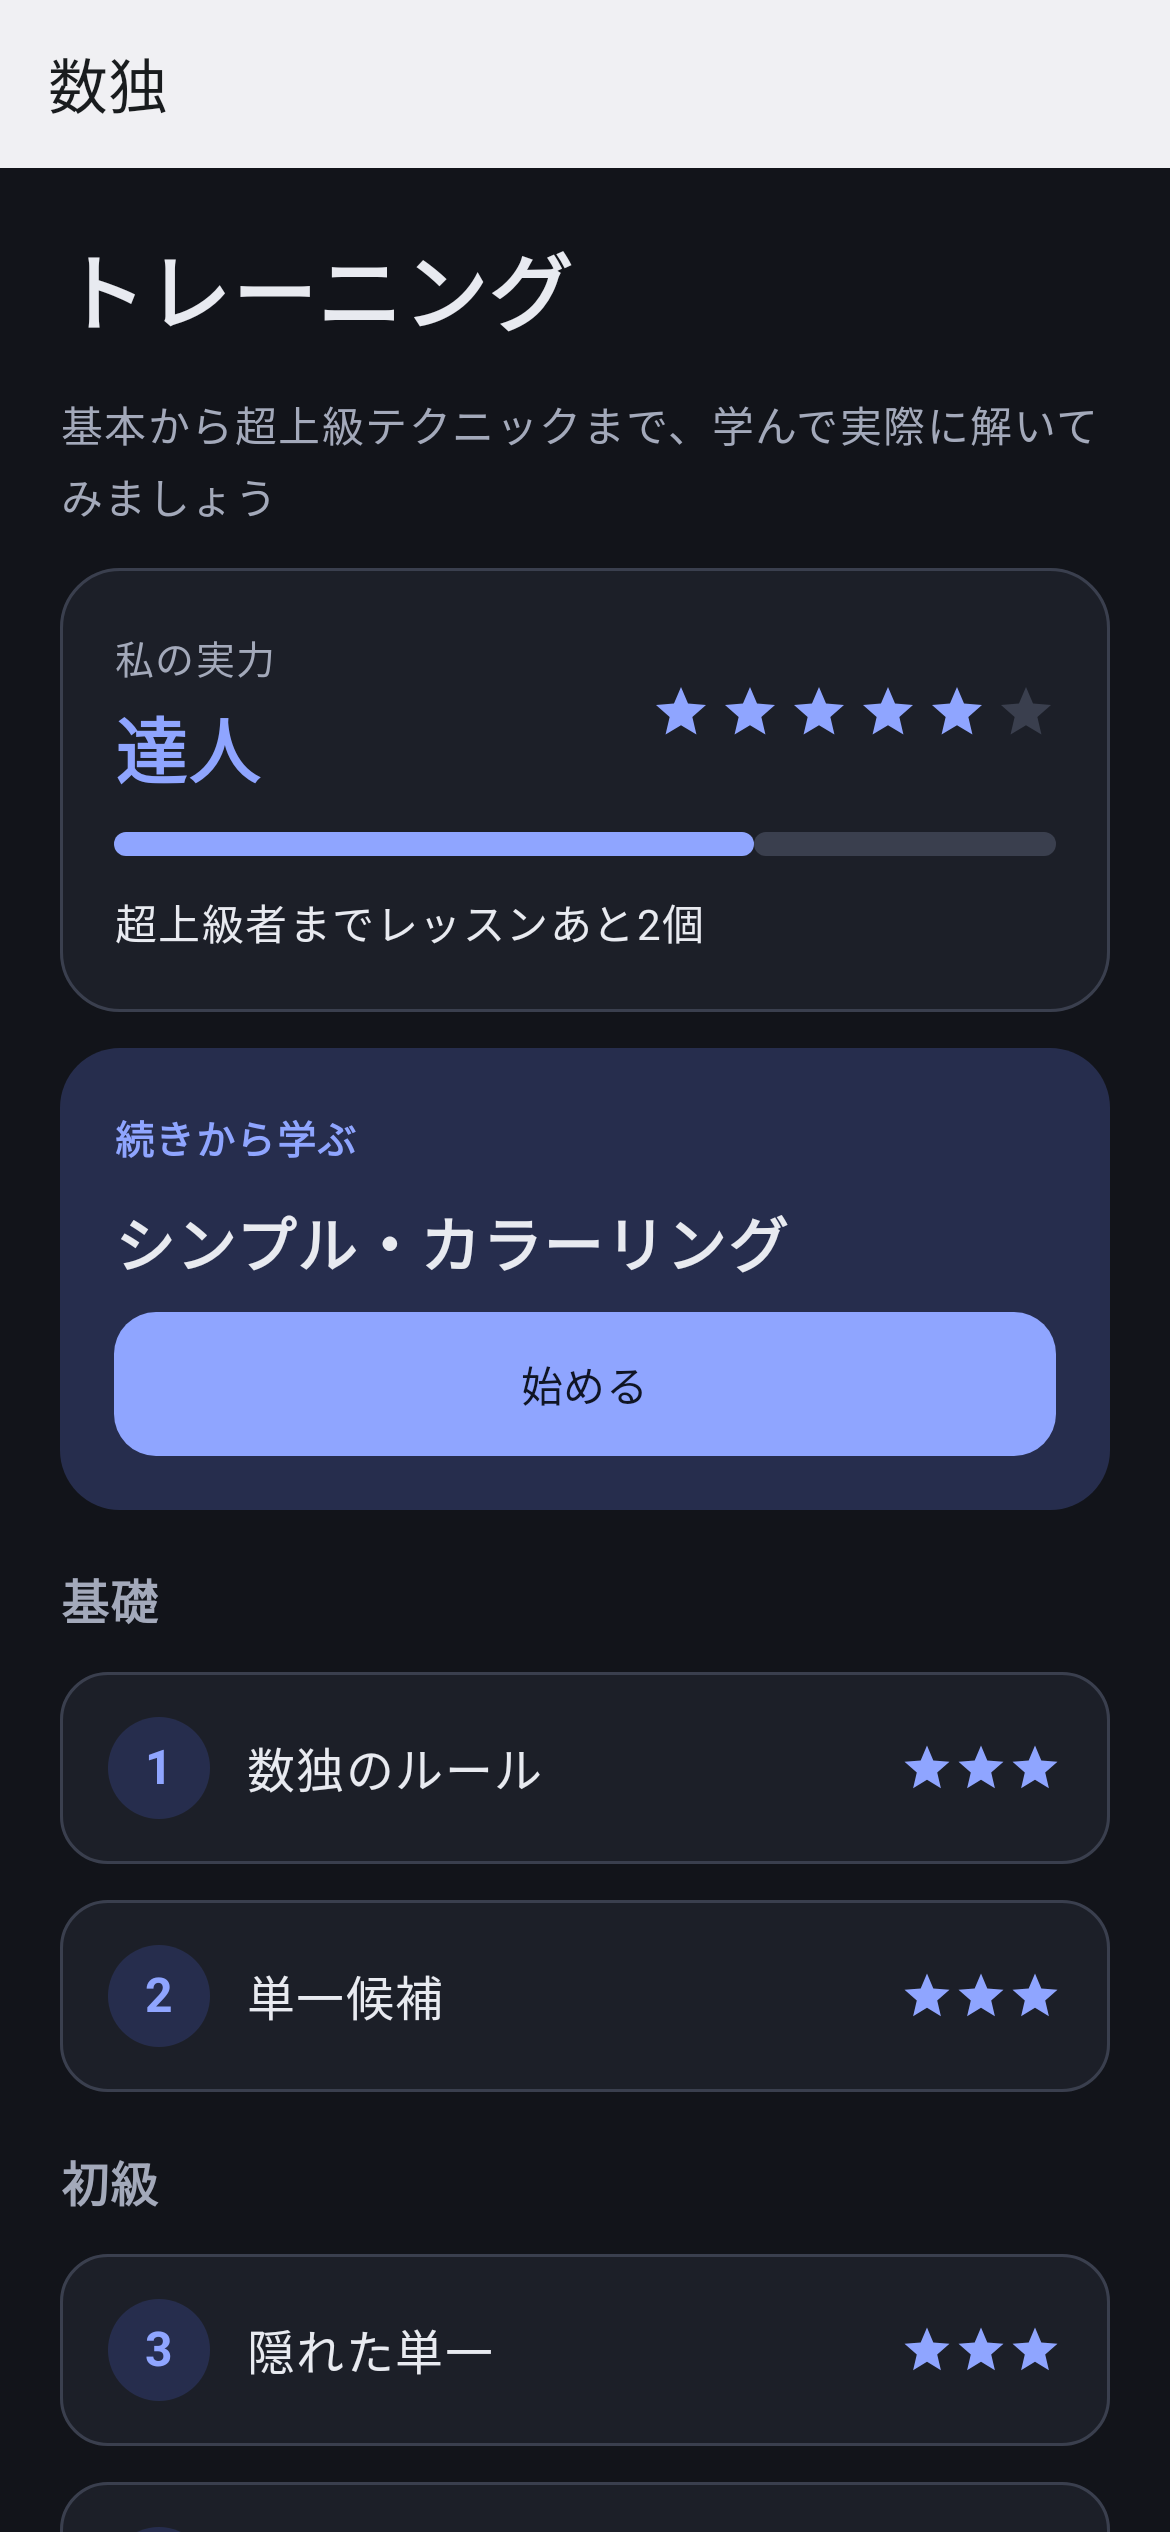 数独
トレーニング
基本から超上級テクニックまで、学んで実際に解いて
みましょう
私の実力
達人
超上級者までレッスンあと2個
続きから学ぶ
シンプル・カラーリング
始める
基礎
1 数独のルール
2 単一候補
初級
3 隠れた単一